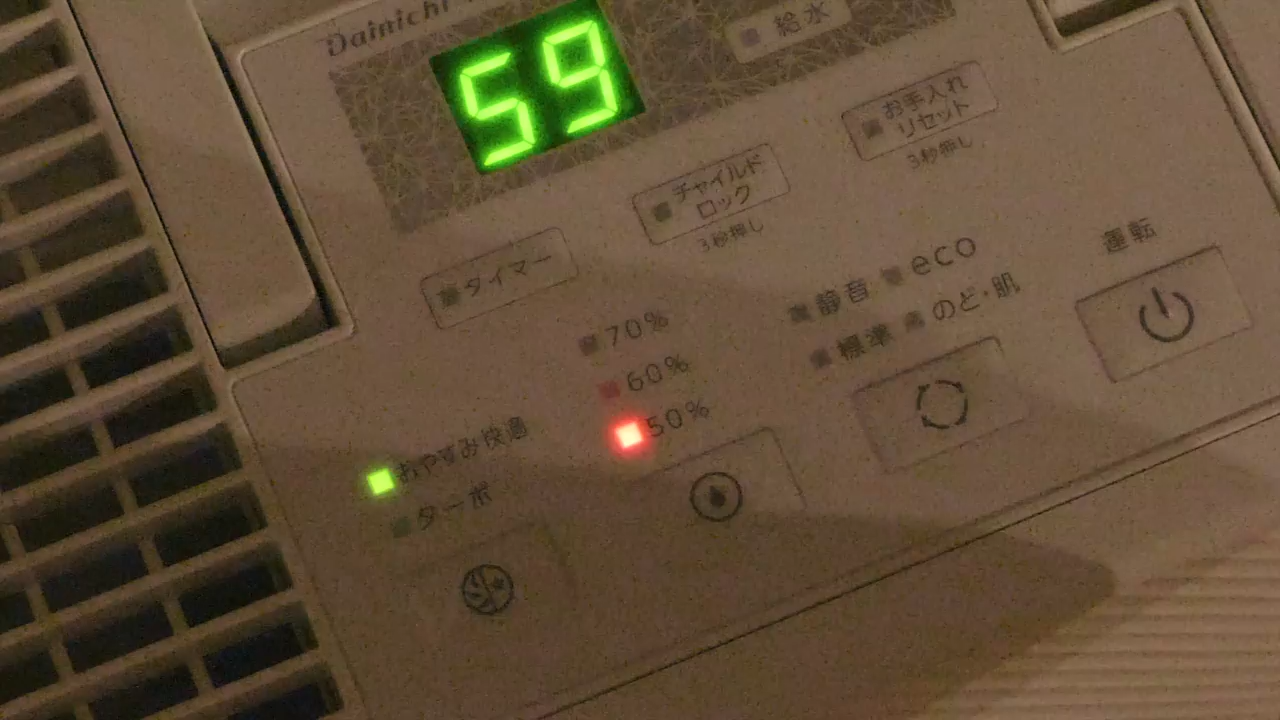 Dainichi
59
給水
お手入れ
リセット
3秒押し
チャイルド
ロック
3秒押し
タイマー
運転
静音 eco
標準 のど・肌
70%
60%
50%
おやすみ快適
ターボ